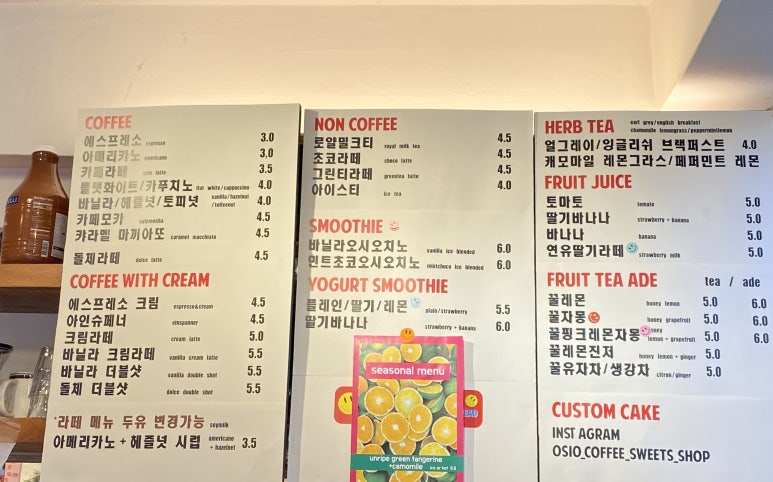 COFFEE
에스프레소 espresso 3.0
아메리카노 americano 3.0
카페라떼 cafe latte 3.5
플랫화이트/카푸치노 flat white/cappuccino 4.0
바닐라/헤즐넛/토피넛 vanilla/hazelnut /toffeenut 4.0
카페모카 cafemocha 4.5
카라멜 마끼아또 caramel macchiato 4.5
돌체라떼 dolce latte 4.5
COFFEE WITH CREAM
에스프레소 크림 espresso&cream 4.5
아인슈페너 einspanner 4.5
크림라떼 cream latte 5.0
바닐라 크림라떼 vanilla cream latte 5.5
바닐라 더블샷 vanilla double shot 5.5
돌체 더블샷 dolce double shot 5.5
*라떼 메뉴 두유 변경가능 soymilk
아메리카노 + 헤즐넛 시럽 americano + hazelnet 3.5
NON COFFEE
로얄밀크티 royal milk tea 4.5
초코라떼 choco latte 4.5
그린티라떼 greentea latte 4.5
아이스티 ice tea 4.0
SMOOTHIE
바닐라오시오치노 vanilla ice blended 6.0
민트초코오시오치노 mintchoco ice blended 6.0
YOGURT SMOOTHIE
플레인/딸기/레몬 plain/strawberry 5.5
딸기바나나 strawberry + banana 6.0
seasonal menu
unripe green tangerine
+camomile ice or hot 5.5
HERB TEA earl grey/english breakfast
chamomile lemongrass/peppermintlemon
얼그레이/잉글리쉬 브랙퍼스트 4.0
캐모마일 레몬그라스/페퍼민트 레몬
FRUIT JUICE
토마토 tomato 5.0
딸기바나나 strawberry + banana 5.0
바나나 banana 5.0
연유딸기라떼 strawberry milk 5.0
FRUIT TEA ADE tea / ade
꿀레몬 honey lemon 5.0 6.0
꿀자몽 honey grapefruit 5.0 6.0
꿀핑크레몬자몽 honey lemon + grapefruit 5.0 6.0
꿀레몬진저 honey lemon + ginger 5.0
꿀유자차/생강차 citron/ginger 5.0
CUSTOM CAKE
INST AGRAM
OSIO_COFFEE_SWEETS_SHOP